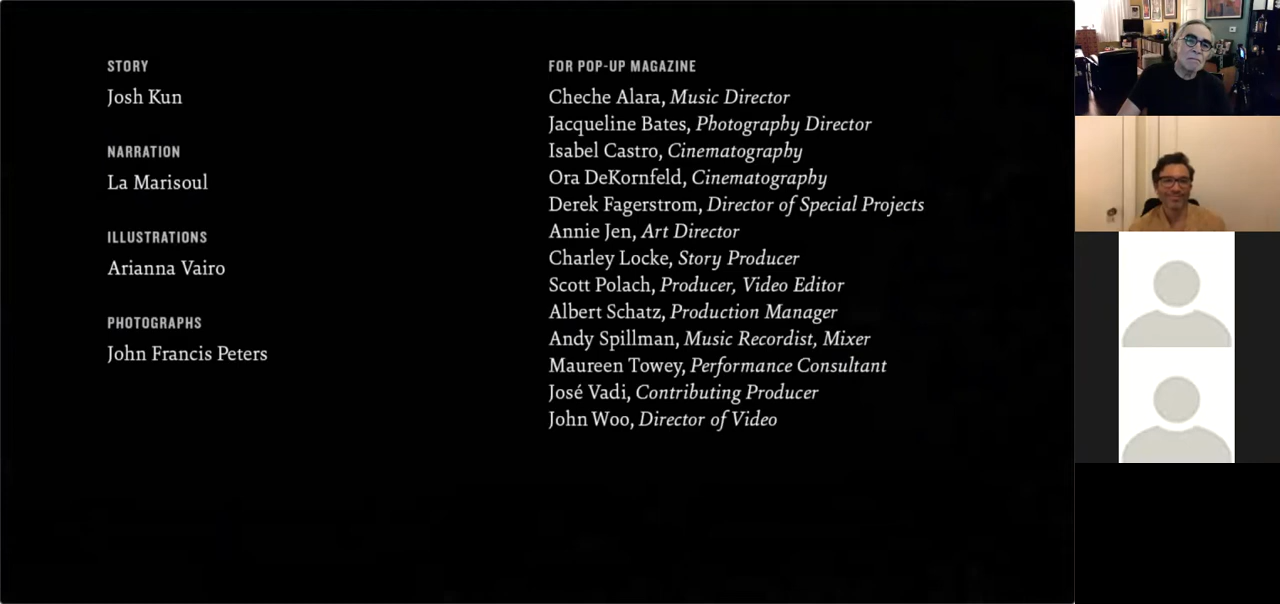 STORY
Josh Kun
NARRATION
La Marisoul
ILLUSTRATIONS
Arianna Vairo
PHOTOGRAPHS
John Francis Peters
FOR POP-UP MAGAZINE
Cheche Alara, Music Director
Jacqueline Bates, Photography Director
Isabel Castro, Cinematography
Ora DeKornfeld, Cinematography
Derek Fagerstrom, Director of Special Projects
Annie Jen, Art Director
Charley Locke, Story Producer
Scott Polach, Producer, Video Editor
Albert Schatz, Production Manager
Andy Spillman, Music Recordist, Mixer
Maureen Towey, Performance Consultant
José Vadi, Contributing Producer
John Woo, Director of Video